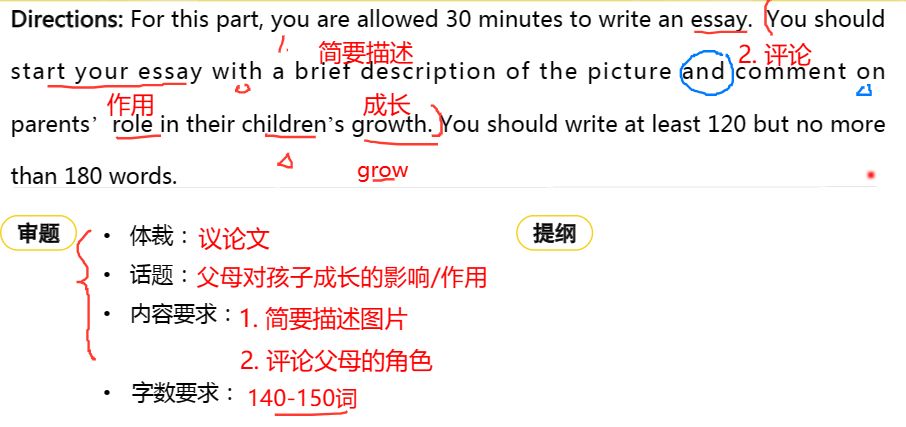 Directions: For this part, you are allowed 30 minutes to write an essay. You should
1. 简要描述 2. 评论
start your essay with a brief description of the picture and comment on
作用 成长
parents’ role in their children’s growth. You should write at least 120 but no more
grow
than 180 words.
审题 提纲
• 体裁：议论文
• 话题：父母对孩子成长的影响/作用
• 内容要求：1. 简要描述图片
2. 评论父母的角色
• 字数要求：140-150词